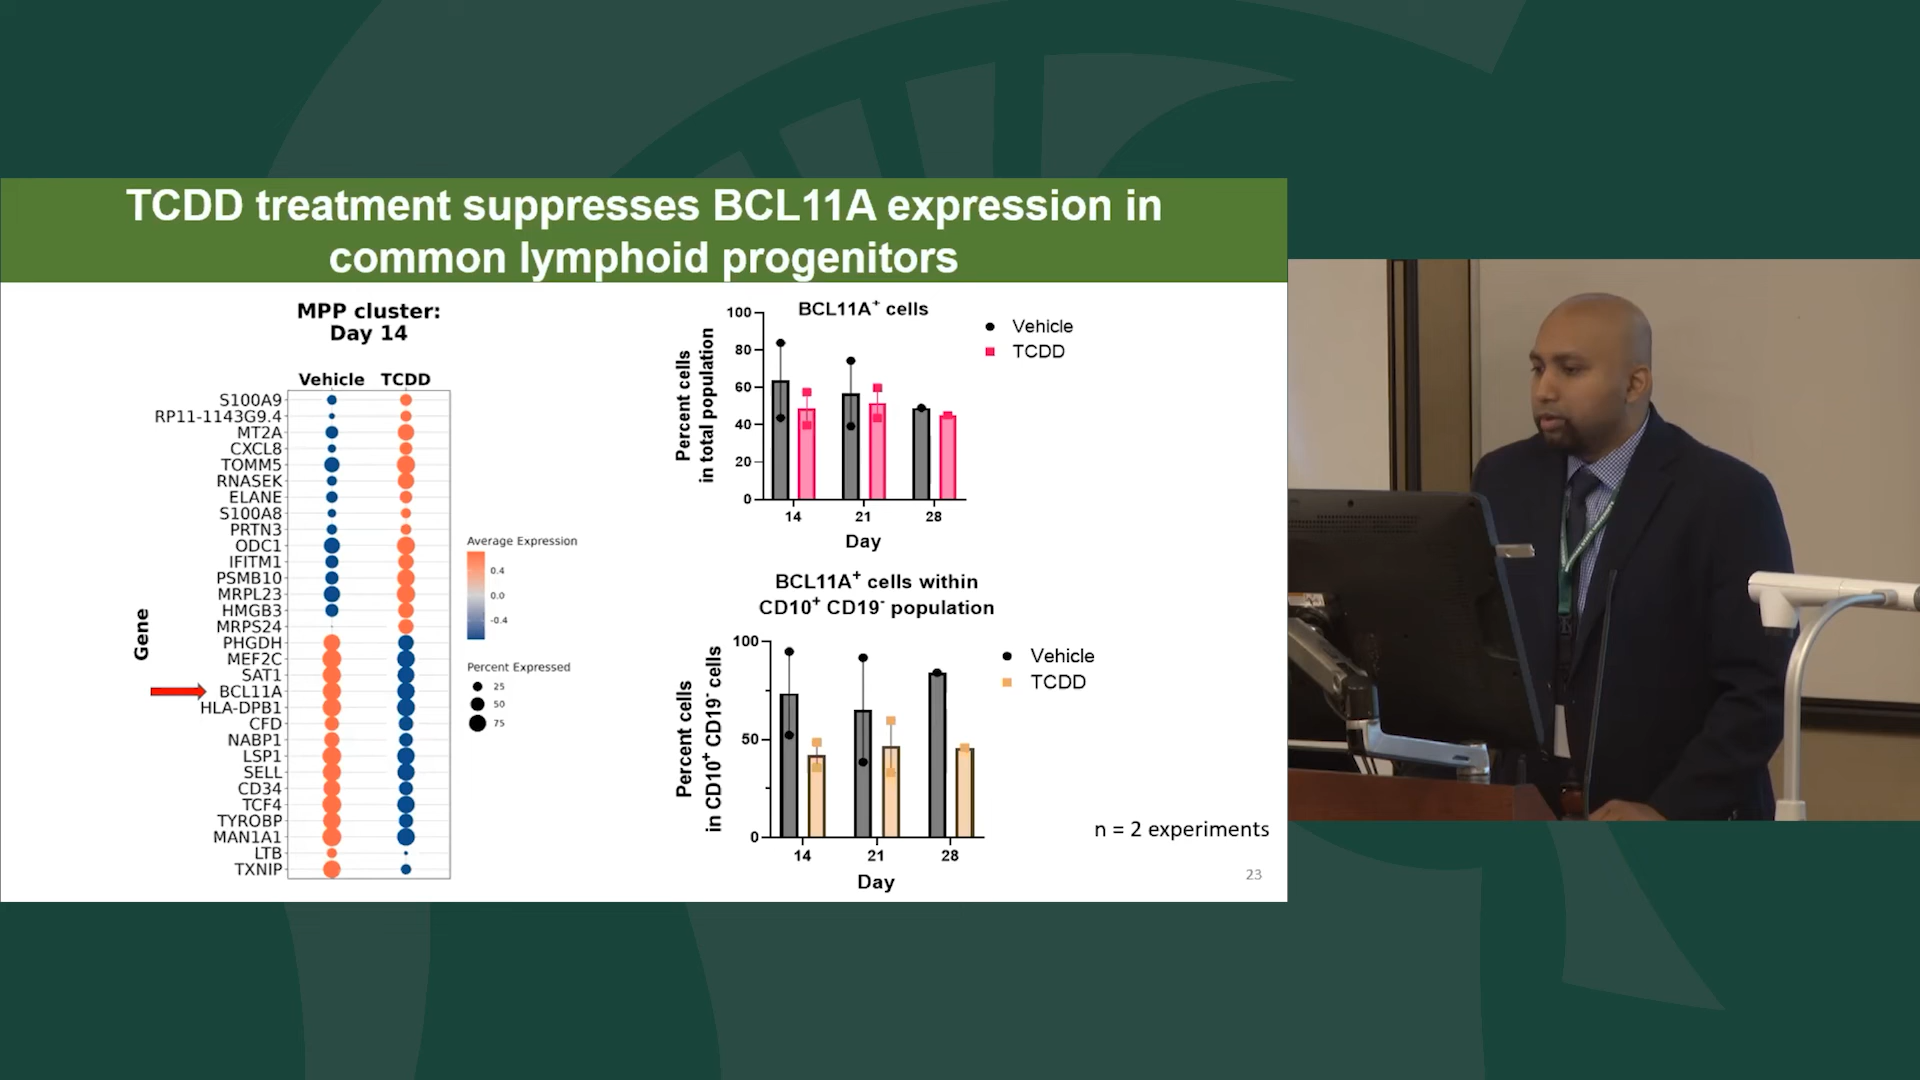 TCDD treatment suppresses BCL11A expression in
common lymphoid progenitors
MPP cluster:
Day 14
Vehicle TCDD
Gene
S100A9
RP11-1143G9.4
MT2A
CXCL8
TOMM5
RNASEK
ELANE
S100A8
PRTN3
ODC1
IFITM1
PSMB10
MRPL23
HMGB3
MRPS24
PHGDH
MEF2C
SAT1
BCL11A
HLA-DPB1
CFD
NABP1
LSP1
SELL
CD34
TCF4
TYROBP
MAN1A1
LTB
TXNIP
Average Expression
0.4
0.0
-0.4
Percent Expressed
25
50
75
BCL11A+ cells
Percent cells
in total population
100
80
60
40
20
0
14 21 28
Day
Vehicle
TCDD
BCL11A+ cells within
CD10+ CD19- population
Percent cells
in CD10+ CD19- cells
100
50
0
14 21 28
Day
Vehicle
TCDD
n = 2 experiments
23